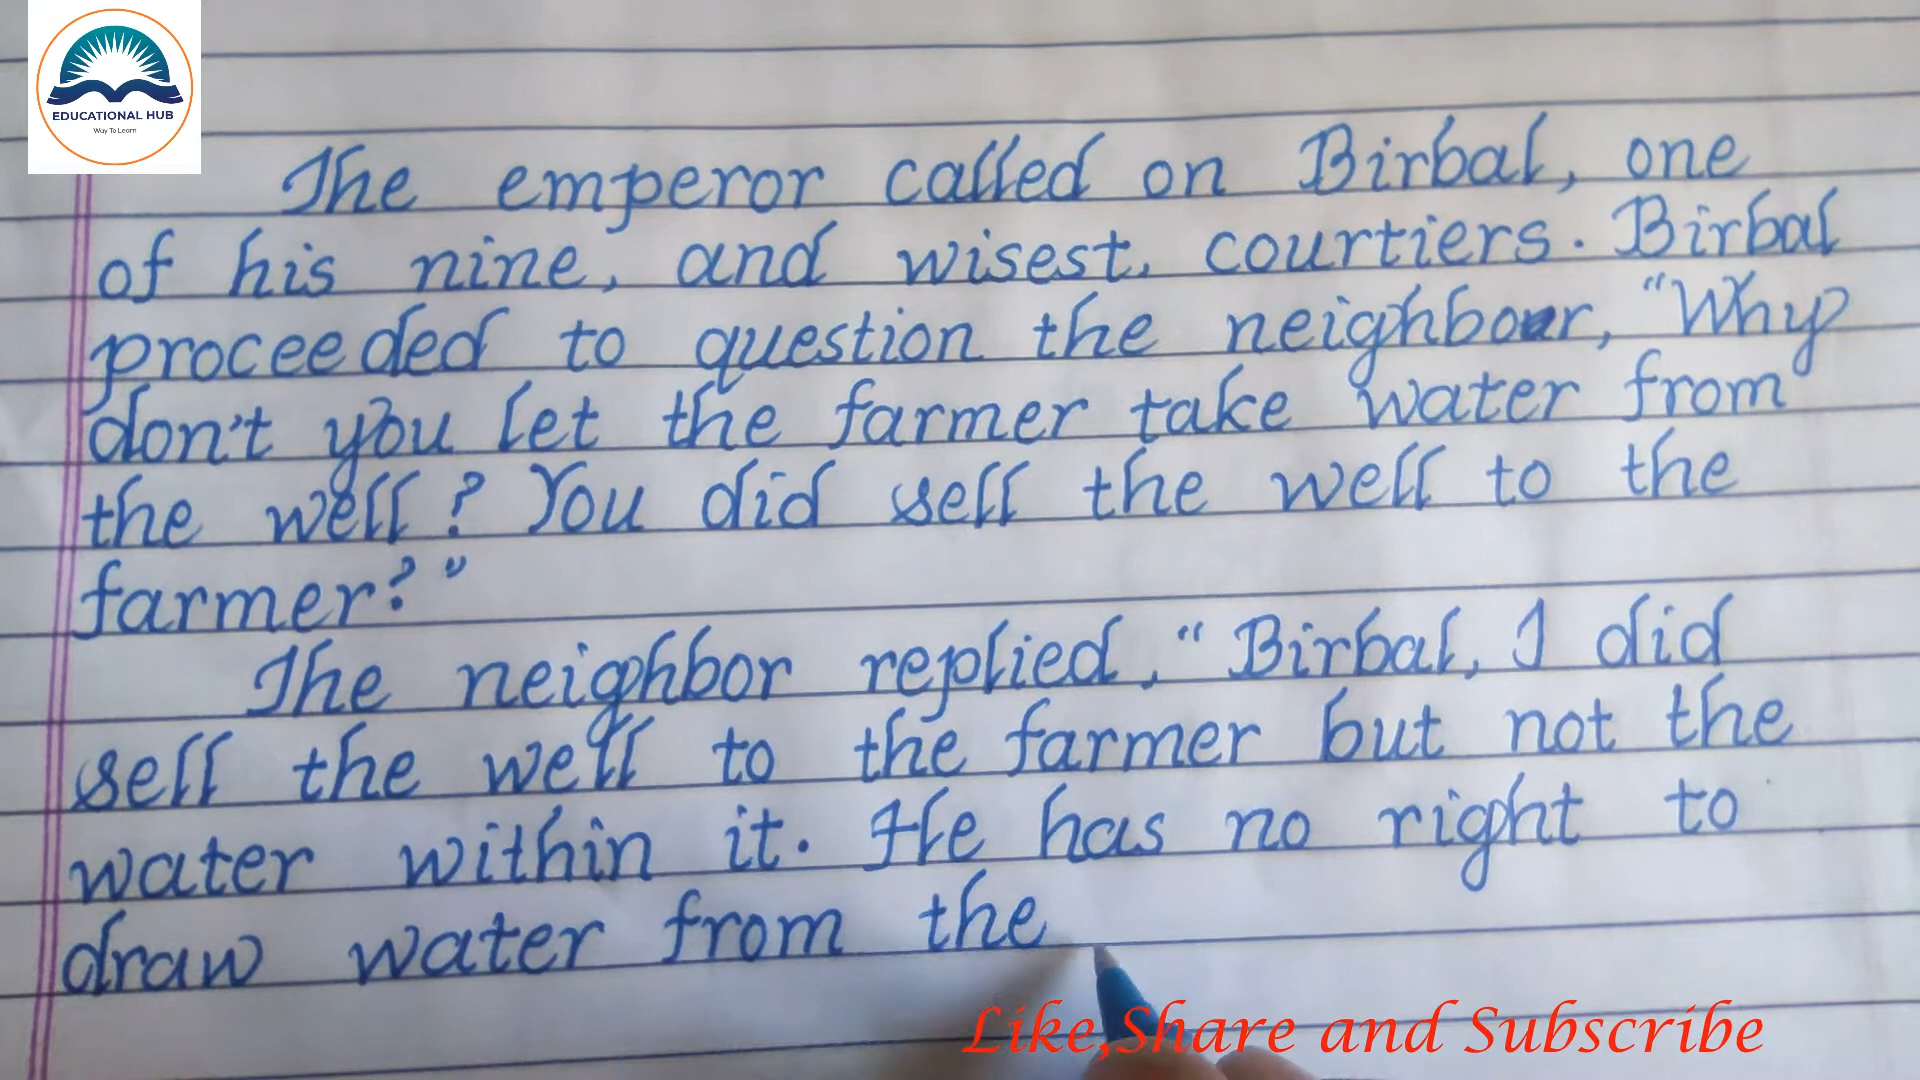 EDUCATIONAL HUB
Way To Learn
The emperor called on Birbal, one
of his nine, and wisest, courtiers. Birbal
proceeded to question the neighbour, “Why
don't you let the farmer take water from
the well? You did sell the well to the
farmer?”
The neighbor replied, “Birbal, I did
sell the well to the farmer but not the
water within it. He has no right to
draw water from the
Like,Share and Subscribe